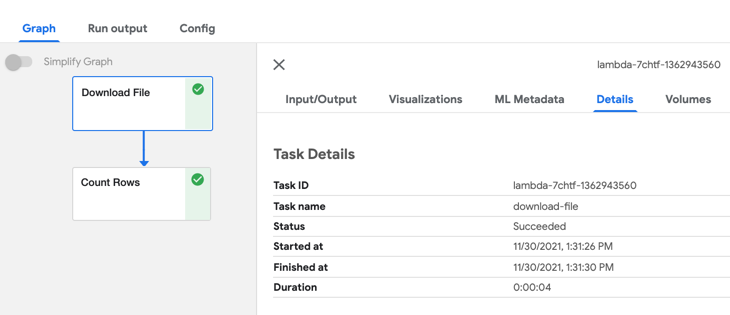 Graph Run output Config
Simplify Graph
Download File
Count Rows
lambda-7chtf-1362943560
Input/Output Visualizations ML Metadata Details Volumes
Task Details
Task ID lambda-7chtf-1362943560
Task name download-file
Status Succeeded
Started at 11/30/2021, 1:31:26 PM
Finished at 11/30/2021, 1:31:30 PM
Duration 0:00:04